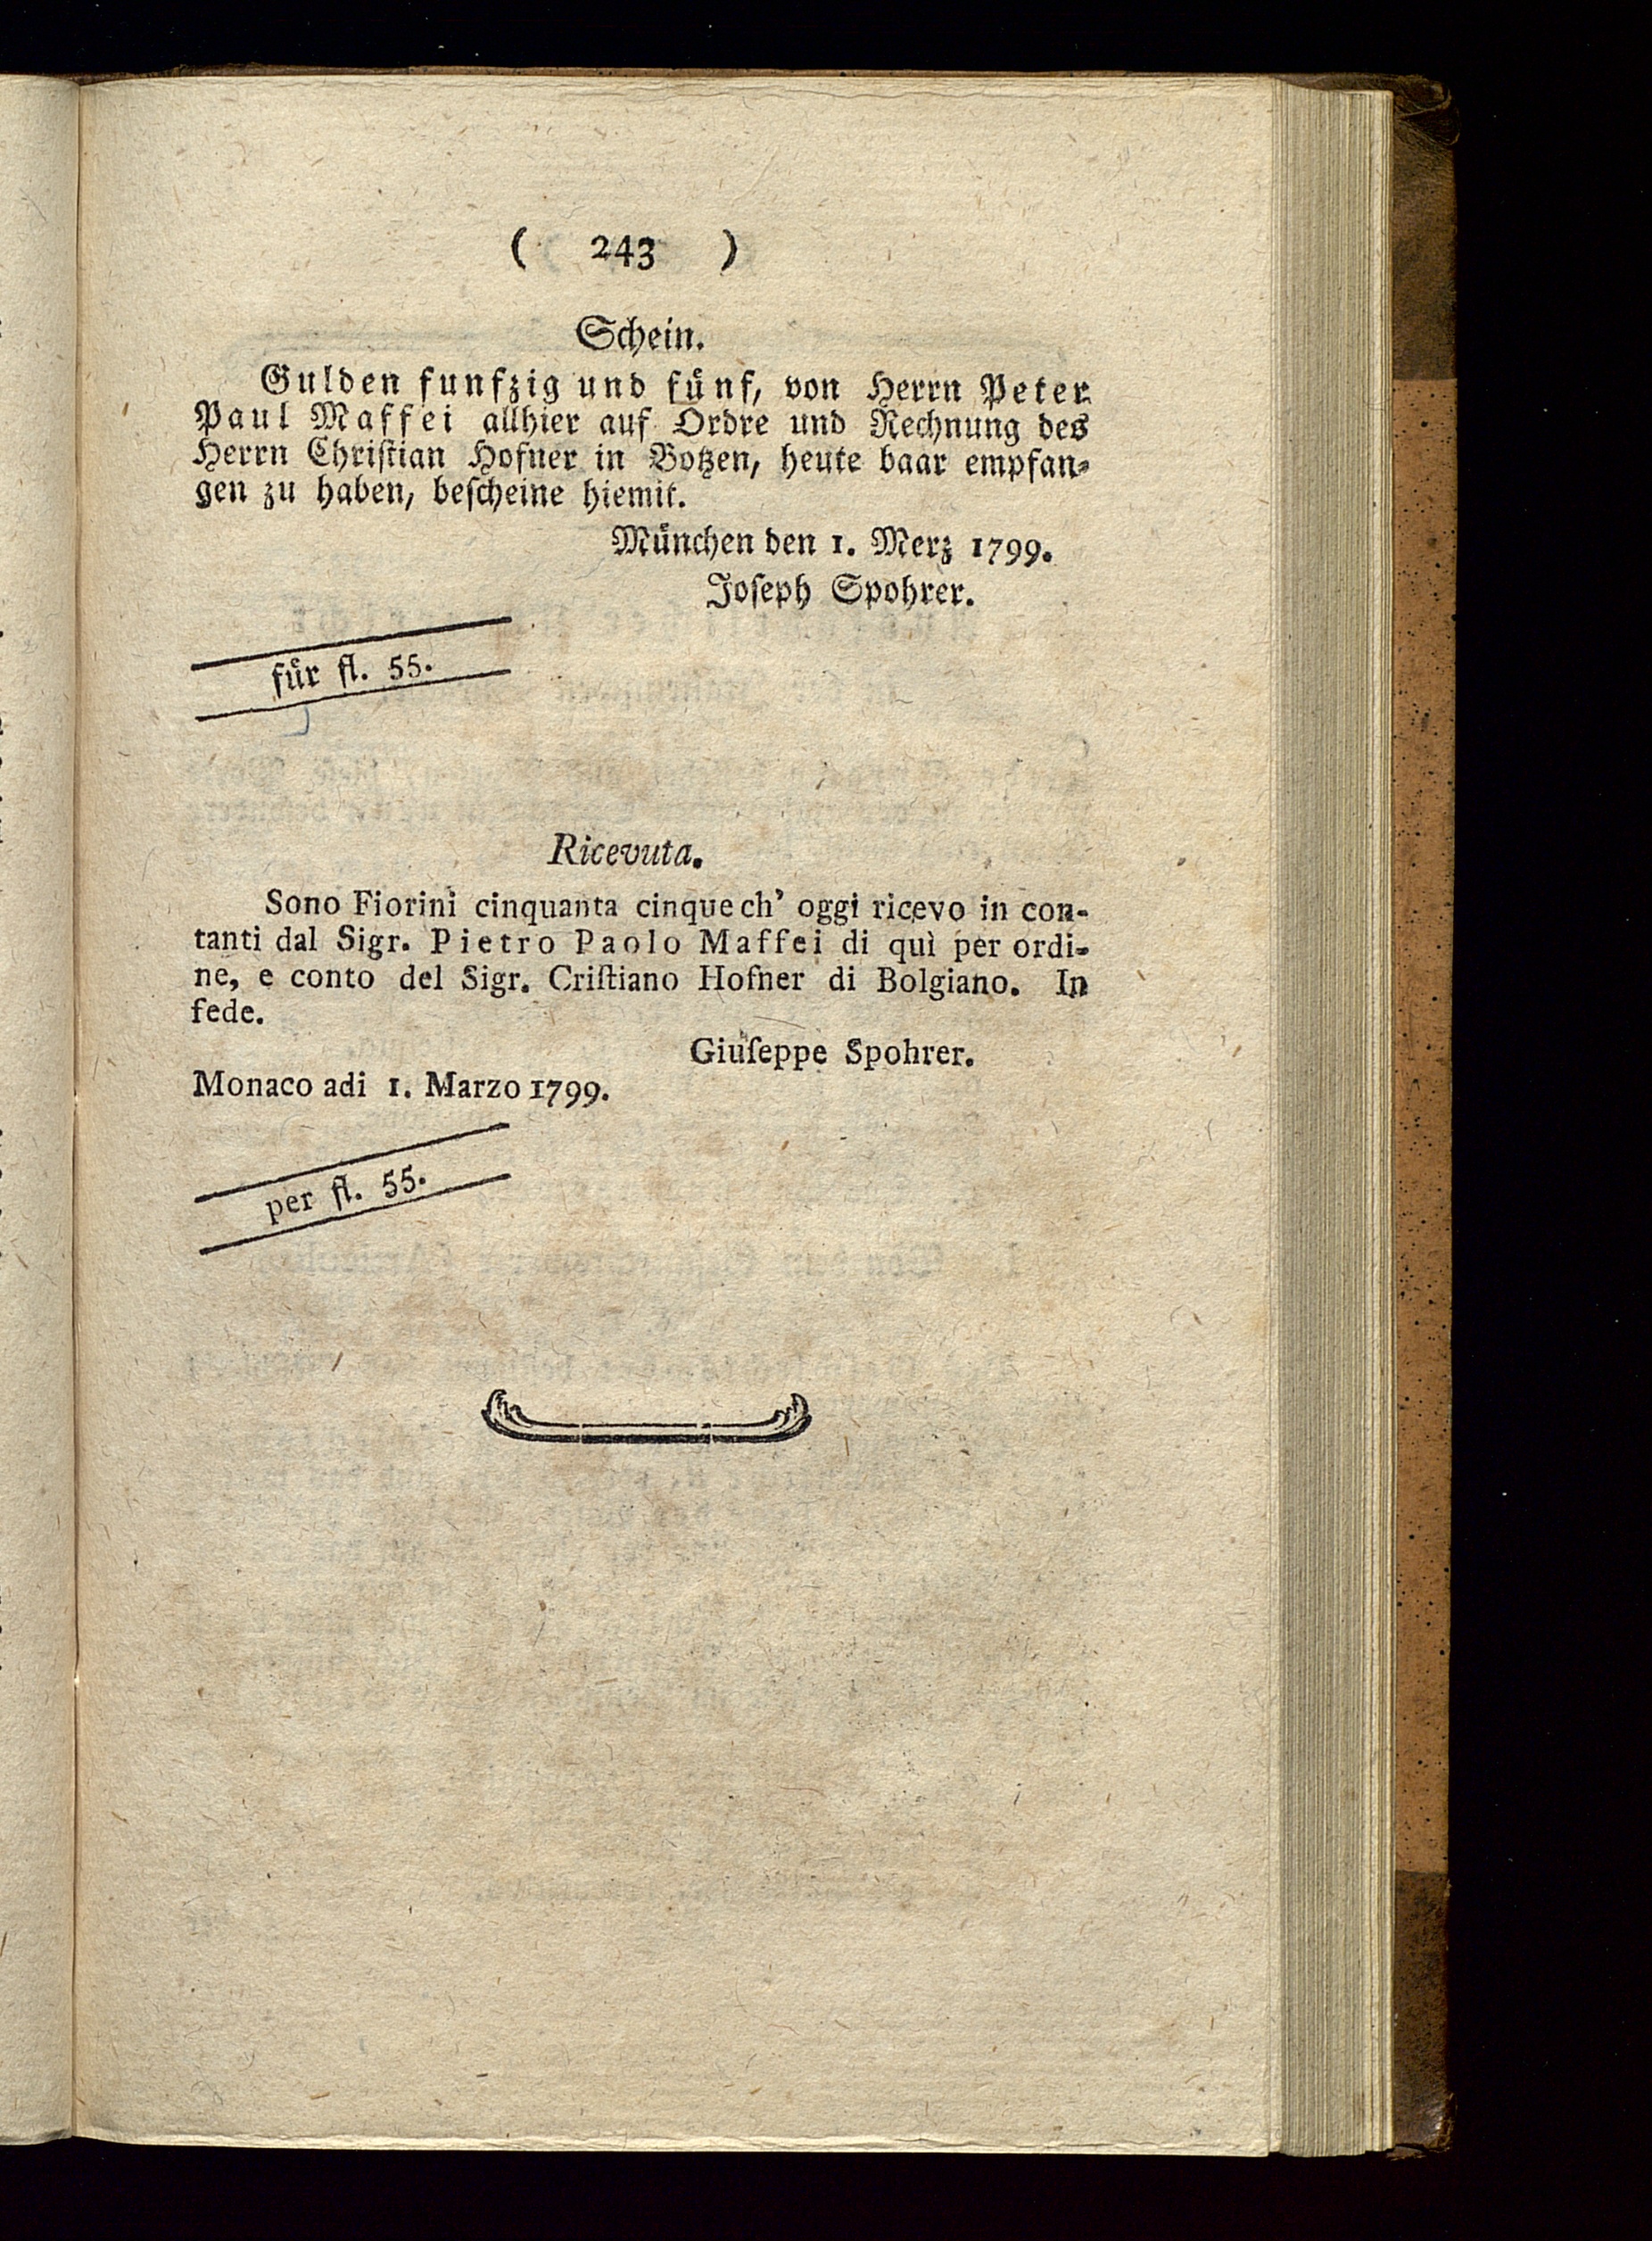 ( 243 )
Schein.
Gulden funfzig und fünf, von Herrn Peter
Paul Maffei allhier auf Ordre und Rechnung des
Herrn Chriſtian Hofner in Botzen, heute baar empfan⸗
gen zu haben, beſcheine hiemit.
München den 1. Merz 1799.
Joſeph Spohrer.
für fl. 55.
Ricevuta.
Sono Fiorini cinquanta cinque ch' oggi ricevo in con-
tanti dal Sigr. Pietro Paolo Maffei di quì per ordi-
ne, e conto del Sigr. Criſtiano Hofner di Bolgiano. In
fede.
Giuſeppe Spohrer.
Monaco adi 1. Marzo 1799.
per fl. 55.